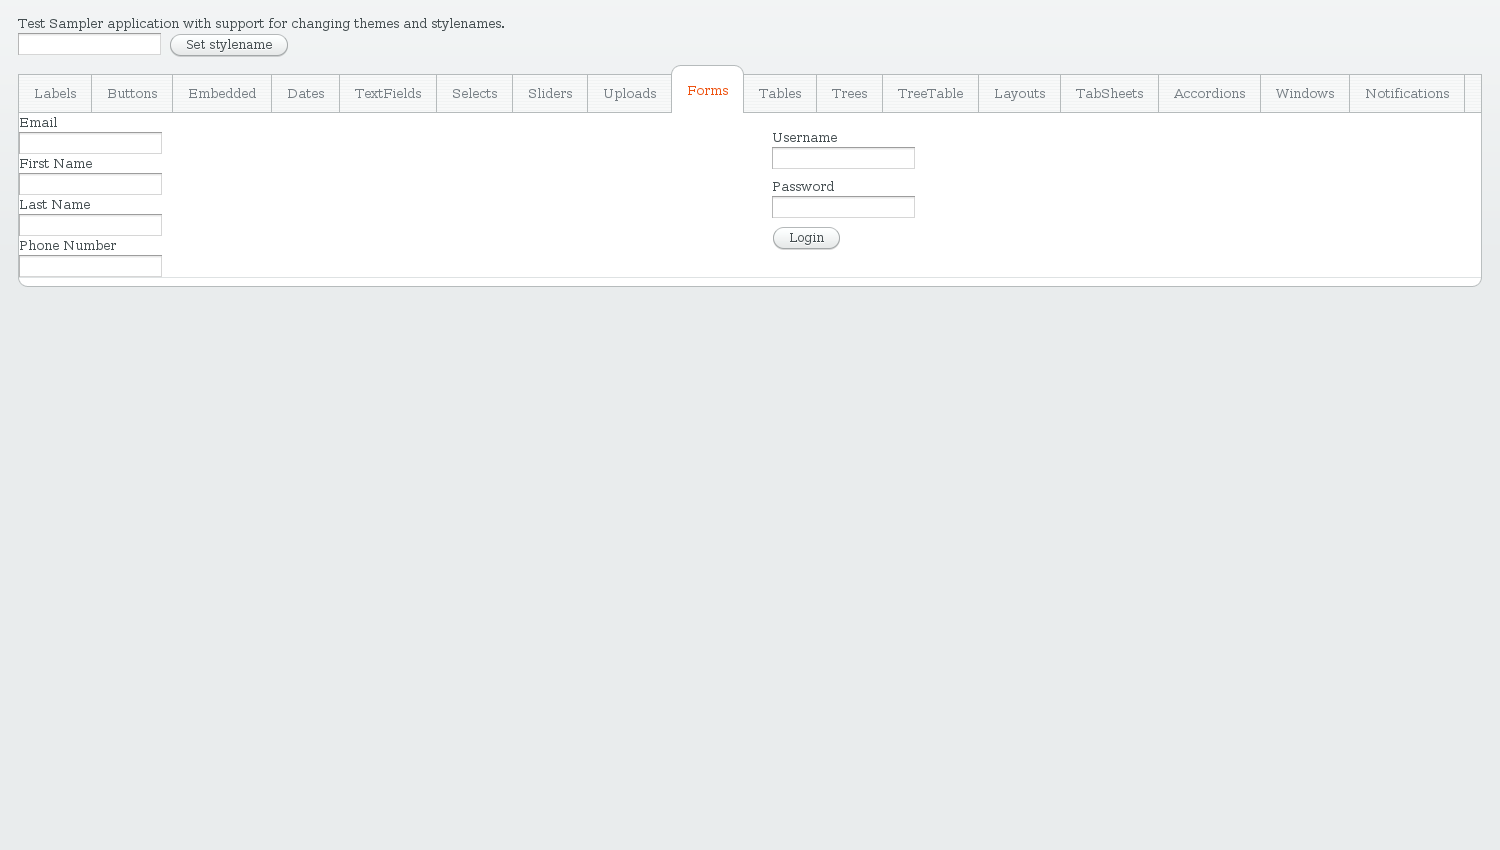 Test Sampler application with support for changing themes and stylenames.
Set stylename
Labels Buttons Embedded Dates TextFields Selects Sliders Uploads Forms Tables Trees TreeTable Layouts TabSheets Accordions Windows Notifications
Email
First Name
Last Name
Phone Number
Username
Password
Login